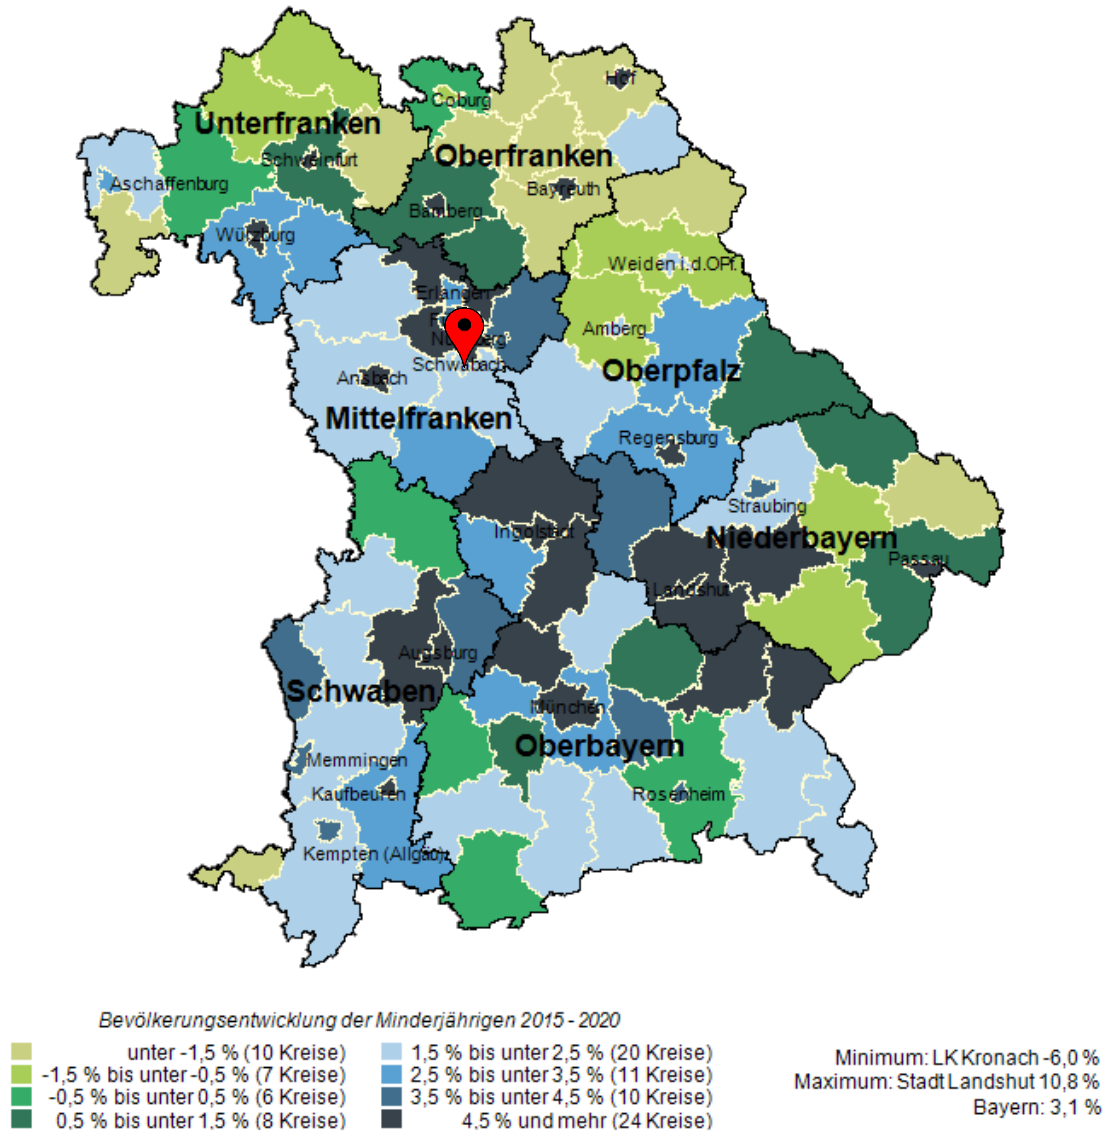 Hof
Coburg
Unterfranken
Oberfranken
Schweinfurt
Aschaffenburg
Bayreuth
Bamberg
Würzburg
Weiden i.d.OPf.
Erlangen
Amberg
Schwabach
Oberpfalz
Ansbach
Mittelfranken
Regensburg
Straubing
Ingolstadt
Niederbayern
Passau
Landshut
Augsburg
Schwaben
München
Oberbayern
Memmingen
Kaufbeuren
Rosenheim
Kempten (Allgäu)
Bevölkerungsentwicklung der Minderjährigen 2015 - 2020
unter -1,5 % (10 Kreise)
-1,5 % bis unter -0,5 % (7 Kreise)
-0,5 % bis unter 0,5 % (6 Kreise)
0,5 % bis unter 1,5 % (8 Kreise)
1,5 % bis unter 2,5 % (20 Kreise)
2,5 % bis unter 3,5 % (11 Kreise)
3,5 % bis unter 4,5 % (10 Kreise)
4,5 % und mehr (24 Kreise)
Minimum: LK Kronach -6,0 %
Maximum: Stadt Landshut 10,8 %
Bayern: 3,1 %